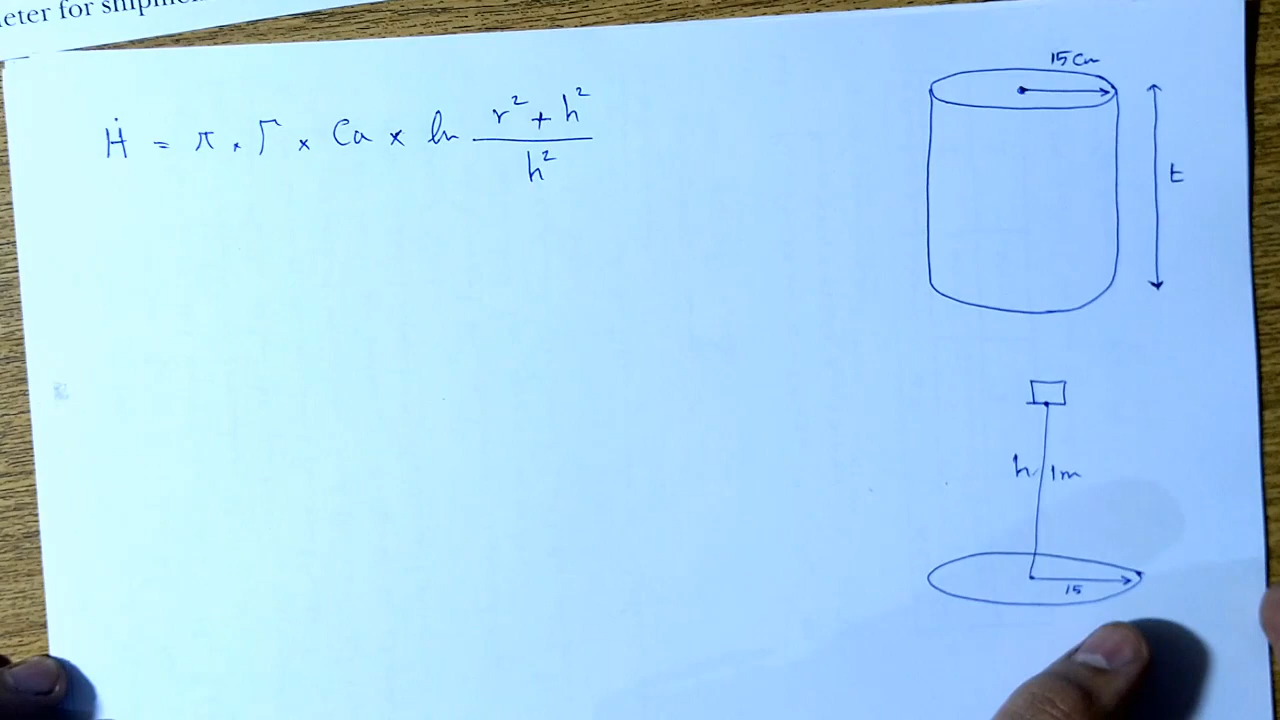 eter for shipme
Ḣ = π × Γ × Ca × ln (r² + h²) / h²
15 Cm
t
h 1m
15